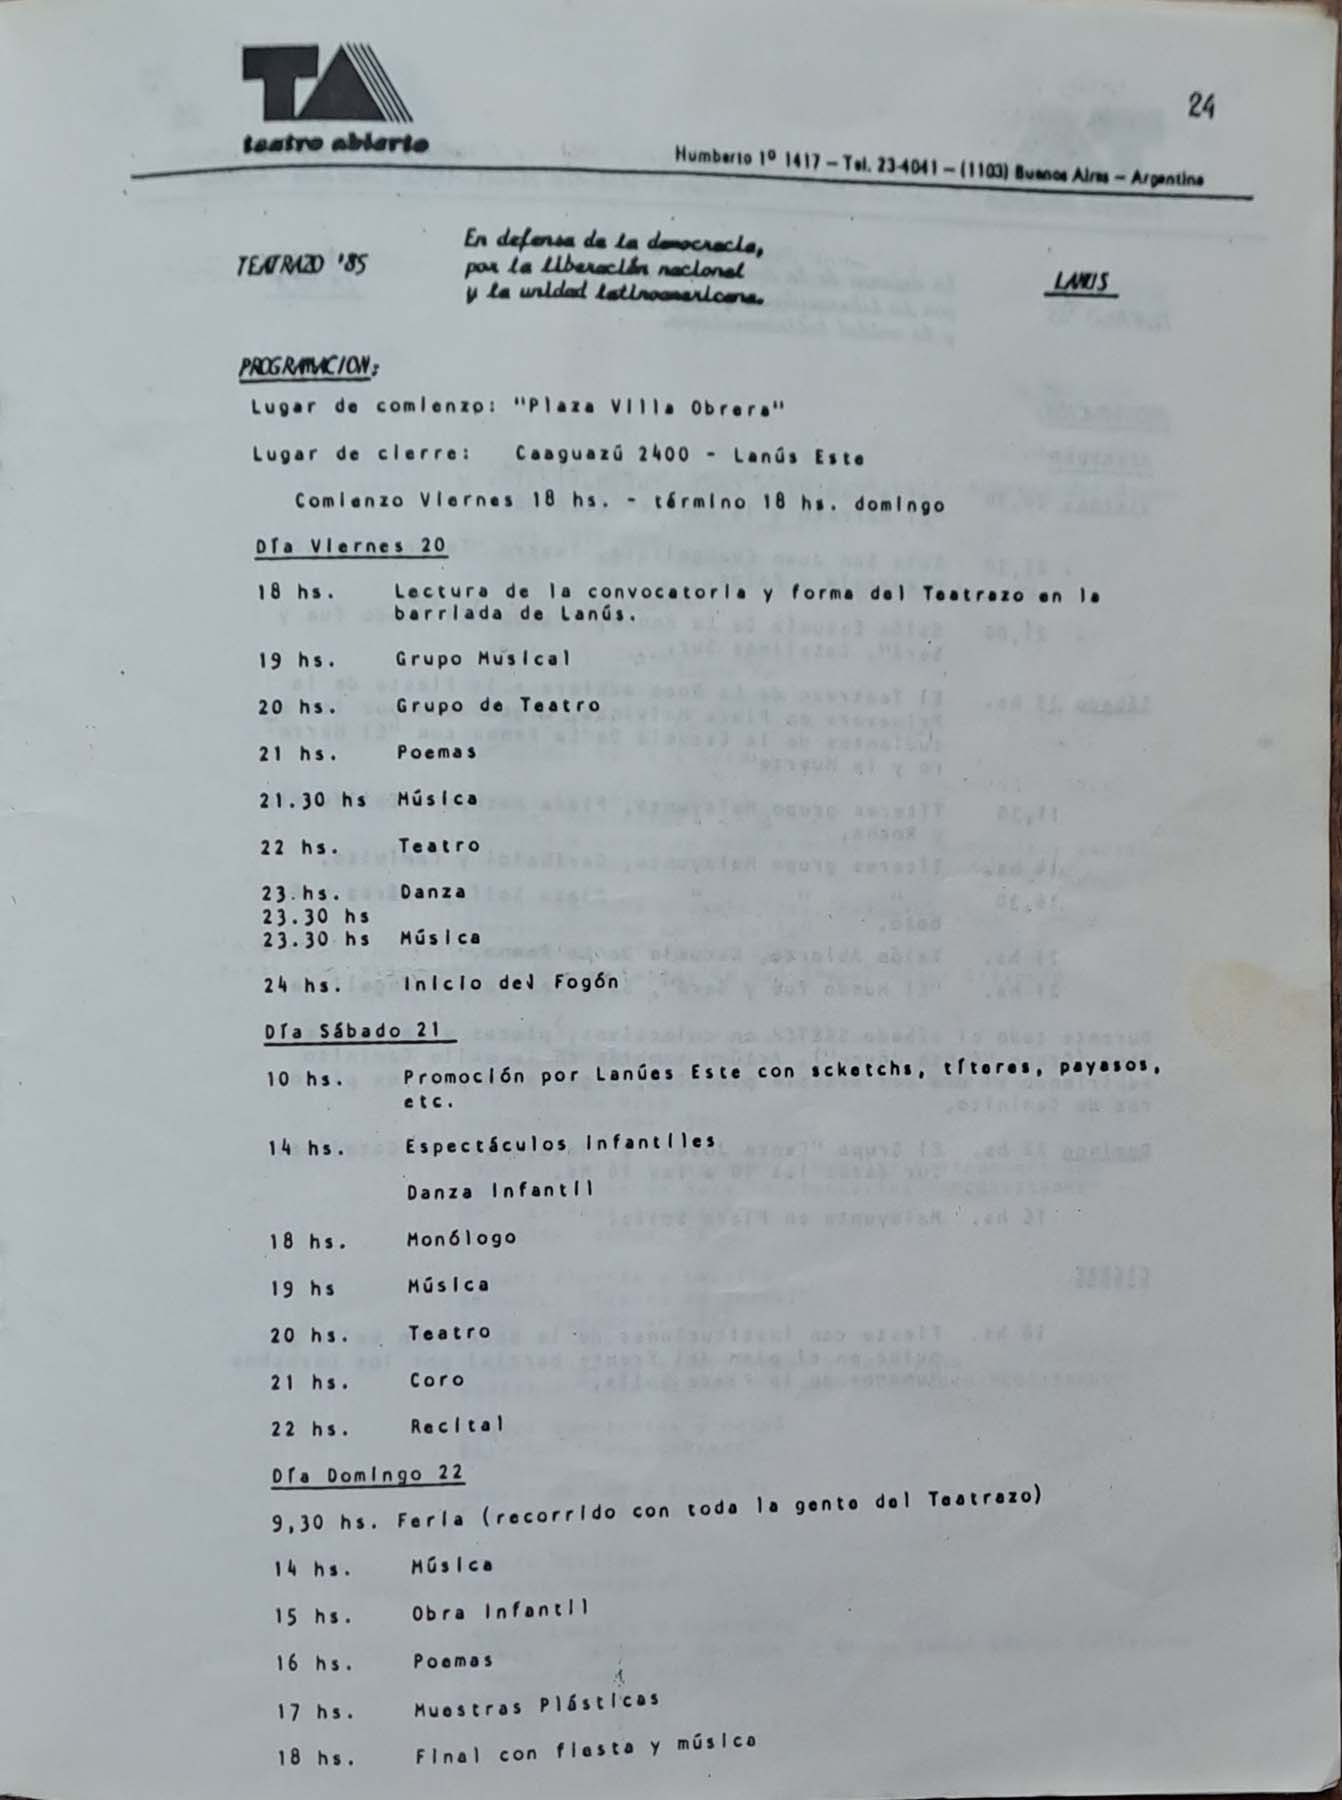 TA
24
teatro abierto
Humberto 1º 1417 - Tel. 23-4041 - (1103) Buenos Aires - Argentina
En defensa de la democracia,
TEATRAZO '85
por la liberación nacional
LANUS
y la unidad latinoamericana.
PROGRAMACION:
Lugar de comienzo: "Plaza Villa Obrera"
Lugar de cierre: Caaguazú 2400 - Lanús Este
Comienzo Viernes 18 hs. - término 18 hs. domingo
Día Viernes 20
18 hs. Lectura de la convocatoria y forma del Teatrazo en la
barriada de Lanús.
19 hs. Grupo Musical
20 hs. Grupo de Teatro
21 hs. Poemas
21.30 hs Música
22 hs. Teatro
23.hs. Danza
23.30 hs
23.30 hs Música
24 hs. Inicio del Fogón
Día Sábado 21
10 hs. Promoción por Lanúes Este con scketchs, títeres, payasos,
etc.
14 hs. Espectáculos infantiles
Danza Infantil
18 hs. Monólogo
19 hs Música
20 hs. Teatro
21 hs. Coro
22 hs. Recital
Día Domingo 22
9,30 hs. Feria (recorrido con toda la gente del Teatrazo)
14 hs. Música
15 hs. Obra infantil
16 hs. Poemas
17 hs. Muestras Plásticas
18 hs. Final con fiesta y música